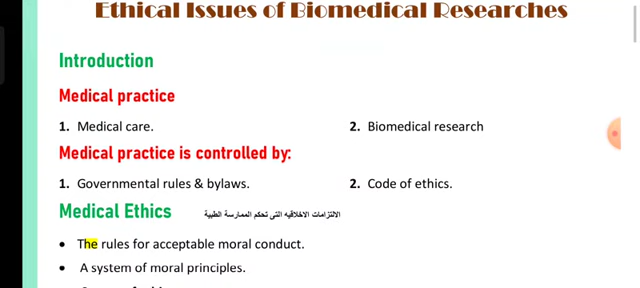 Ethical Issues of Biomedical Researches
Introduction
Medical practice
1. Medical care. 2. Biomedical research
Medical practice is controlled by:
1. Governmental rules & bylaws. 2. Code of ethics.
Medical Ethics الالتزامات الاخلاقيه التى تحكم الممارسة الطبية
• The rules for acceptable moral conduct.
• A system of moral principles.